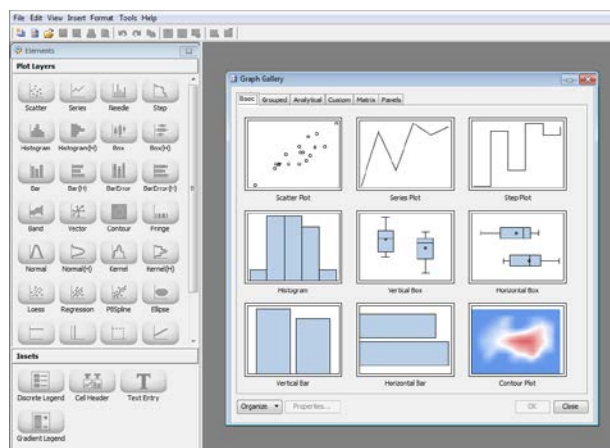 File Edit View Insert Format Tools Help
Elements
Plot Layers
Scatter Series Needle Step
Histogram Histogram(H) Box Box(H)
Bar Bar(H) BarError BarError(H)
Band Vector Contour Fringe
Normal Normal(H) Kernel Kernel(H)
Loess Regression PBSpline Ellipse
Insets
Discrete Legend Cell Header Text Entry
Gradient Legend
Graph Gallery
Basic Grouped Analytical Custom Matrix Panels
Scatter Plot Series Plot Step Plot
Histogram Vertical Box Horizontal Box
Vertical Bar Horizontal Bar Contour Plot
Organize Properties... OK Close